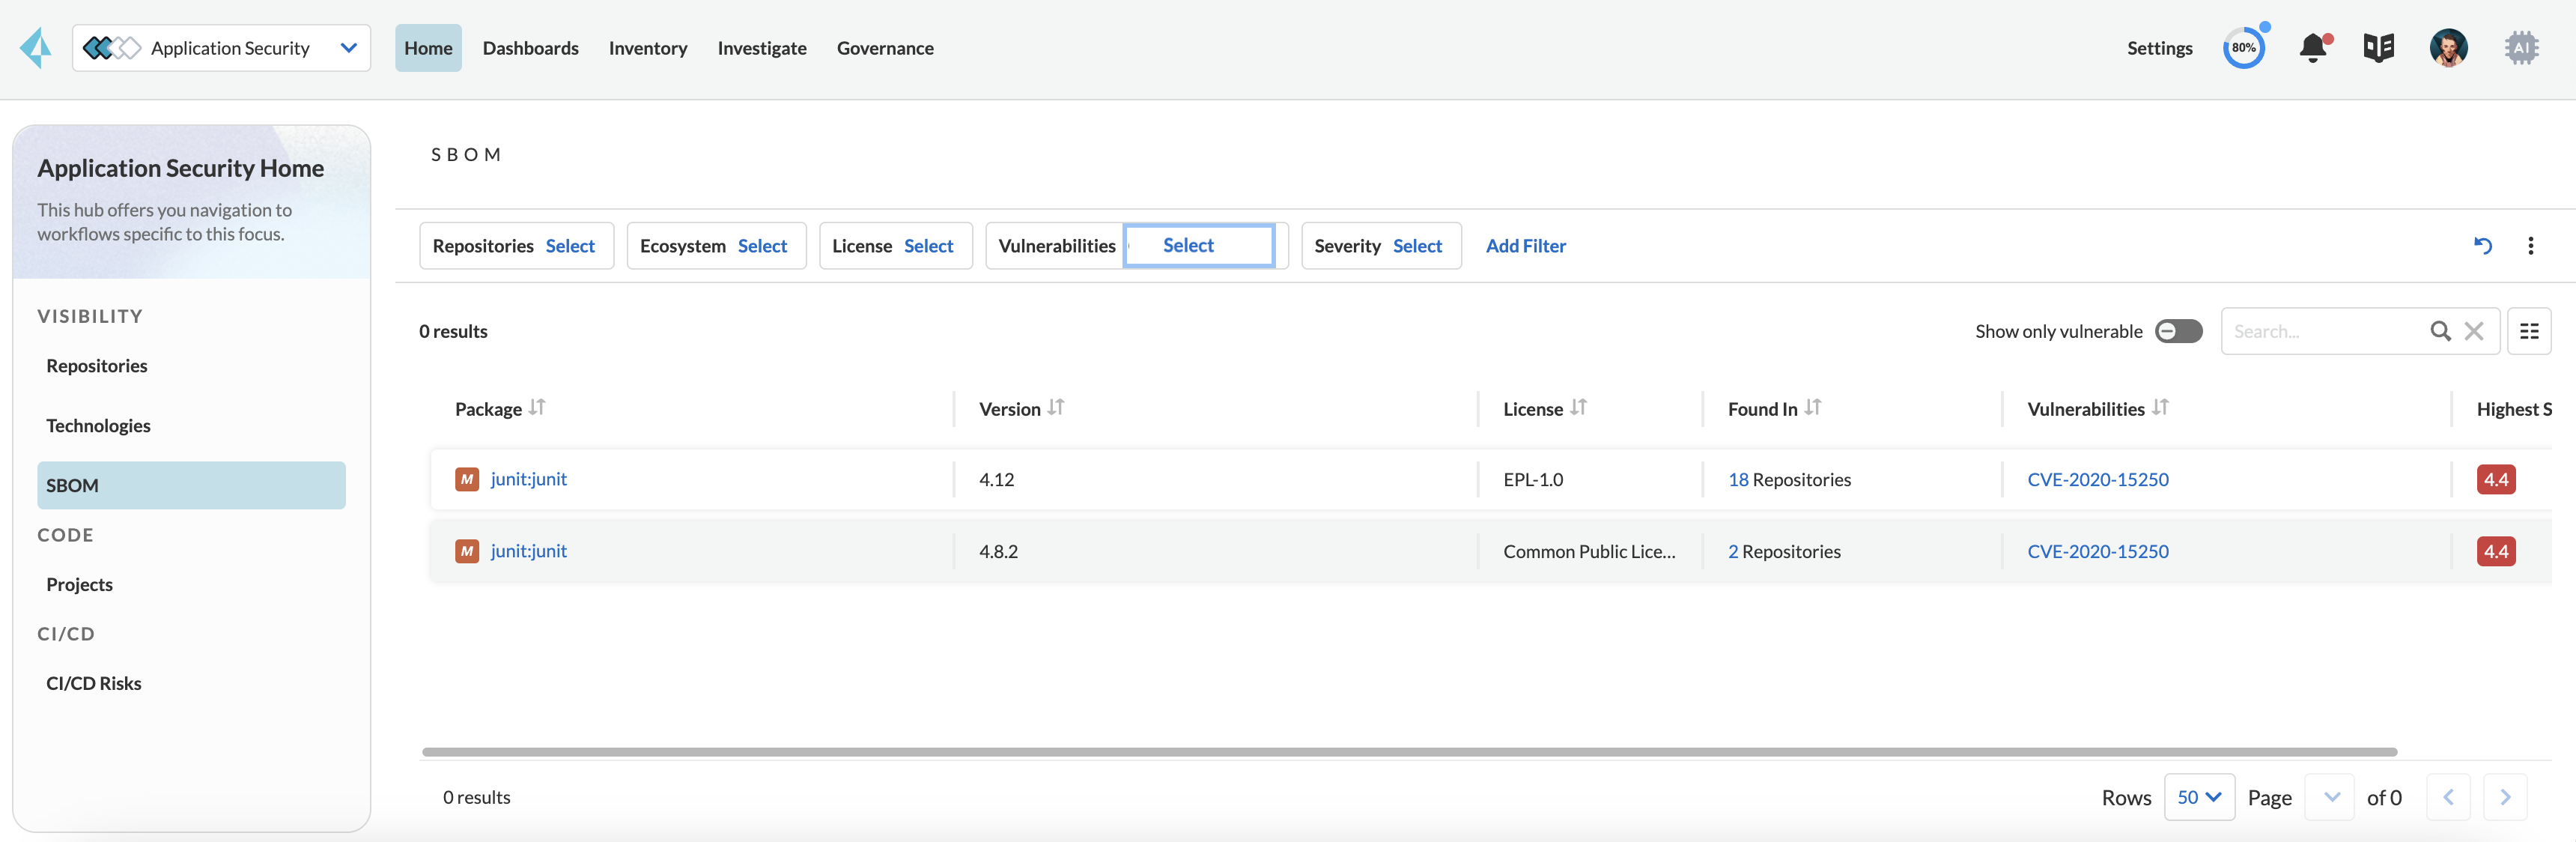 Application Security
Home
Dashboards
Inventory
Investigate
Governance
Settings
80%
AI
Application Security Home
This hub offers you navigation to
workflows specific to this focus.
VISIBILITY
Repositories
Technologies
SBOM
CODE
Projects
CI/CD
CI/CD Risks
SBOM
Repositories Select
Ecosystem Select
License Select
Vulnerabilities Select
Severity Select
Add Filter
0 results
Show only vulnerable
Search...
Package Version License Found In Vulnerabilities Highest S
M junit:junit 4.12 EPL-1.0 18 Repositories CVE-2020-15250 4.4
M junit:junit 4.8.2 Common Public Lice... 2 Repositories CVE-2020-15250 4.4
0 results
Rows 50 Page of 0